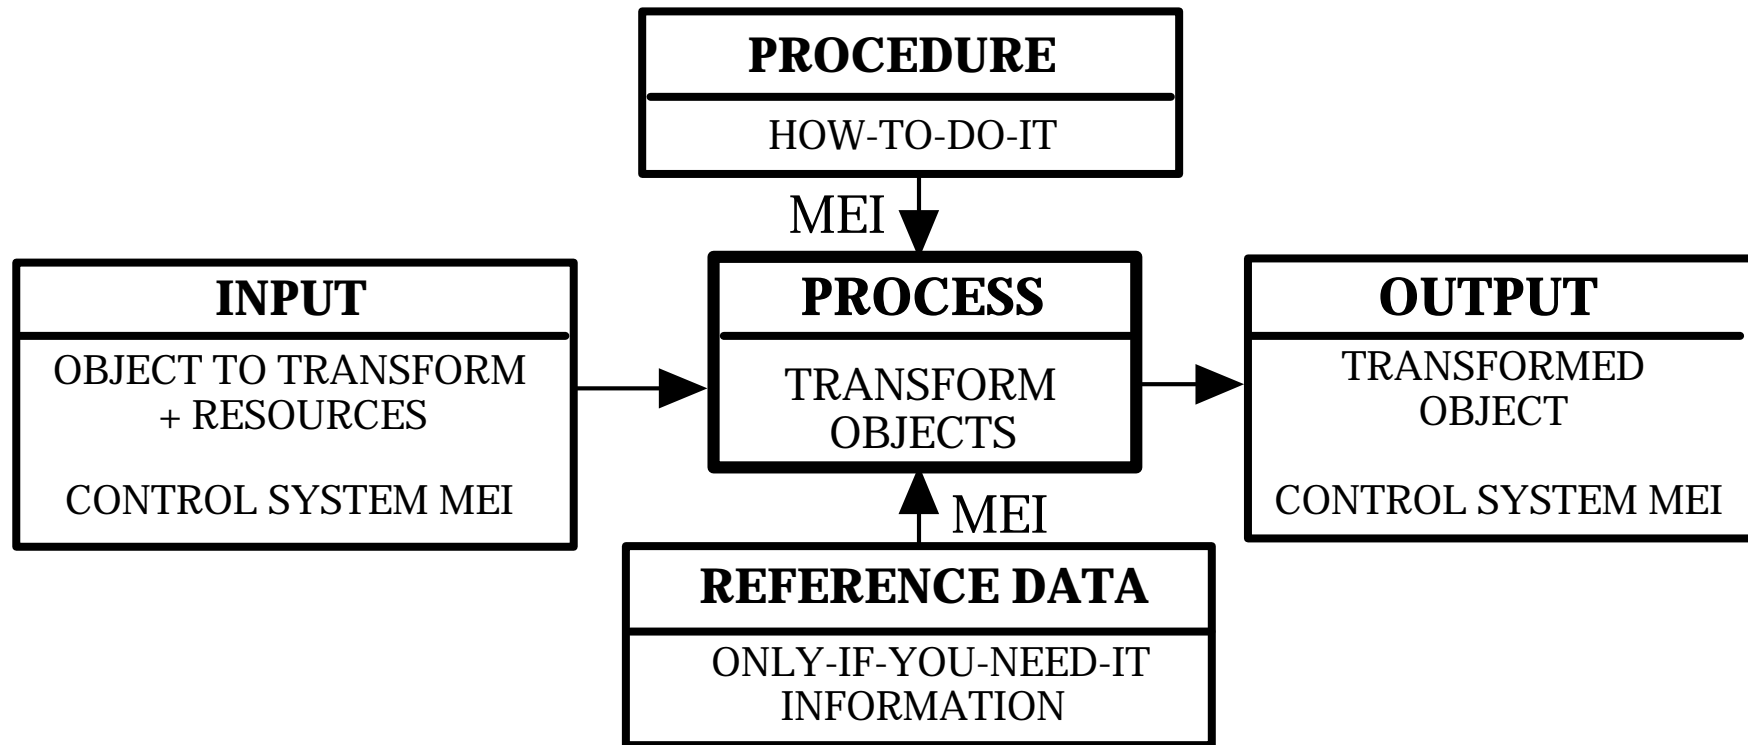 PROCEDURE
HOW-TO-DO-IT
MEI
INPUT
OBJECT TO TRANSFORM
+ RESOURCES
CONTROL SYSTEM MEI
PROCESS
TRANSFORM
OBJECTS
OUTPUT
TRANSFORMED
OBJECT
CONTROL SYSTEM MEI
MEI
REFERENCE DATA
ONLY-IF-YOU-NEED-IT
INFORMATION